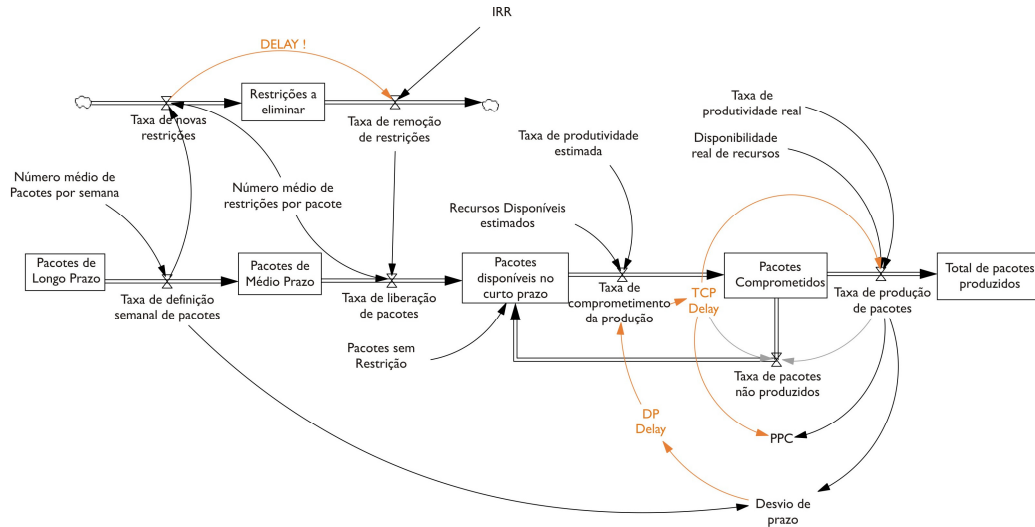 IRR
DELAY !
Restrições a
eliminar
Taxa de novas
restrições
Taxa de remoção
de restrições
Taxa de
produtividade real
Disponibilidade
real de recursos
Taxa de produtividade
estimada
Número médio de
Pacotes por semana
Número médio de
restrições por pacote
Recursos Disponíveis
estimados
Pacotes de
Longo Prazo
Taxa de definição
semanal de pacotes
Pacotes de
Médio Prazo
Taxa de liberação
de pacotes
Pacotes
disponíveis no
curto prazo
Taxa de
comprometimento
da produção
TCP
Delay
Pacotes
Comprometidos
Taxa de produção
de pacotes
Total de pacotes
produzidos
Pacotes sem
Restrição
Taxa de pacotes
não produzidos
DP
Delay
PPC
Desvio de
prazo